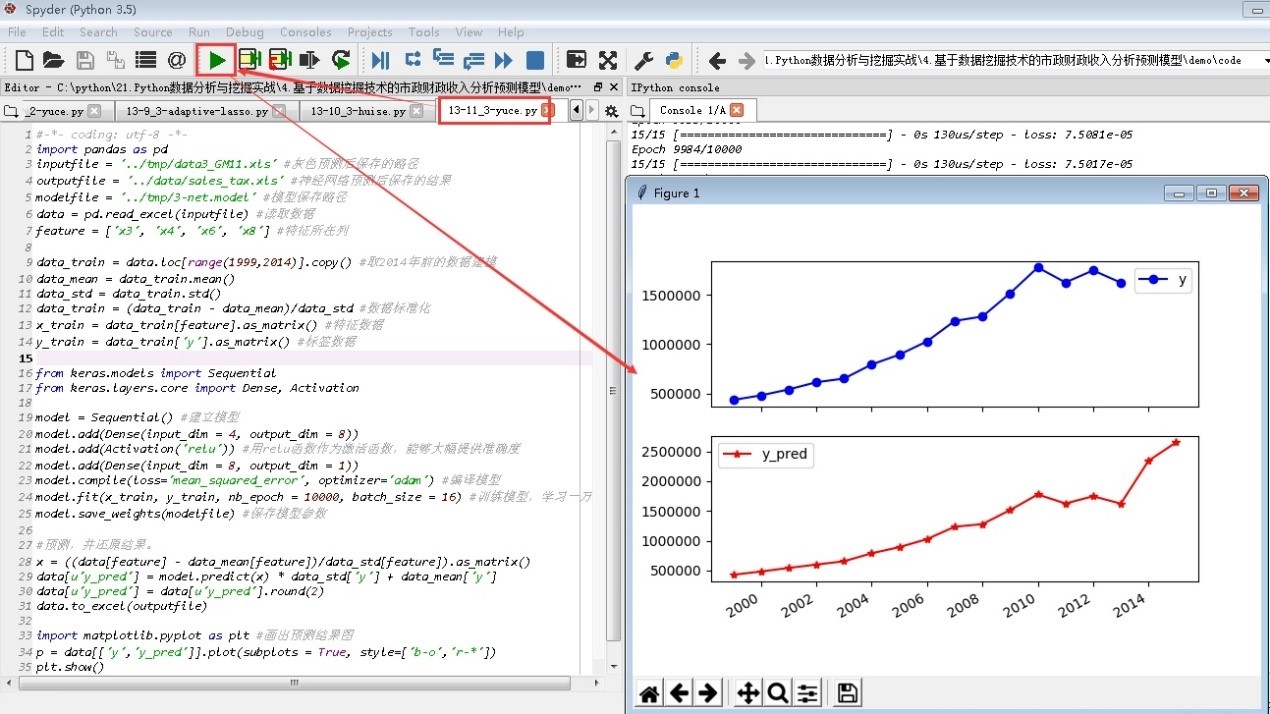 Spyder (Python 3.5)
File Edit Search Source Run Debug Consoles Projects Tools View Help
l.Python数据分析与挖掘实战\4.基于数据挖掘技术的市政财政收入分析预测模型\demo\code
Editor - C:\python\21.Python数据分析与挖掘实战\4.基于数据挖掘技术的市政财政收入分析预测模型\demo...
IPython console
_2-yuce.py
13-9_3-adaptive-lasso.py
13-10_3-huise.py
13-11_3-yuce.py
Console 1/A
1 #-*- coding: utf-8 -*-
2 import pandas as pd
3 inputfile = '../tmp/data3_GM11.xls' #灰色预测后保存的路径
4 outputfile = '../data/sales_tax.xls' #神经网络预测后保存的结果
5 modelfile = '../tmp/3-net.model' #模型保存路径
6 data = pd.read_excel(inputfile) #读取数据
7 feature = ['x3', 'x4', 'x6', 'x8'] #特征所在列
8
9 data_train = data.loc[range(1999,2014)].copy() #取2014年前的数据建模
10 data_mean = data_train.mean()
11 data_std = data_train.std()
12 data_train = (data_train - data_mean)/data_std #数据标准化
13 x_train = data_train[feature].as_matrix() #特征数据
14 y_train = data_train['y'].as_matrix() #标签数据
15
16 from keras.models import Sequential
17 from keras.layers.core import Dense, Activation
18
19 model = Sequential() #建立模型
20 model.add(Dense(input_dim = 4, output_dim = 8))
21 model.add(Activation('relu')) #用relu函数作为激活函数，能够大幅提供准确度
22 model.add(Dense(input_dim = 8, output_dim = 1))
23 model.compile(loss='mean_squared_error', optimizer='adam') #编译模型
24 model.fit(x_train, y_train, nb_epoch = 10000, batch_size = 16) #训练模型，学习一万
25 model.save_weights(modelfile) #保存模型参数
26
27 #预测，并还原结果。
28 x = ((data[feature] - data_mean[feature])/data_std[feature]).as_matrix()
29 data[u'y_pred'] = model.predict(x) * data_std['y'] + data_mean['y']
30 data[u'y_pred'] = data[u'y_pred'].round(2)
31 data.to_excel(outputfile)
32
33 import matplotlib.pyplot as plt #画出预测结果图
34 p = data[['y','y_pred']].plot(subplots = True, style=['b-o','r-*'])
35 plt.show()
15/15 [==============================] - 0s 130us/step - loss: 7.5081e-05
Epoch 9984/10000
15/15 [==============================] - 0s 130us/step - loss: 7.5017e-05
Figure 1
y
1500000
1000000
500000
y_pred
2500000
2000000
1500000
1000000
500000
2000 2002 2004 2006 2008 2010 2012 2014